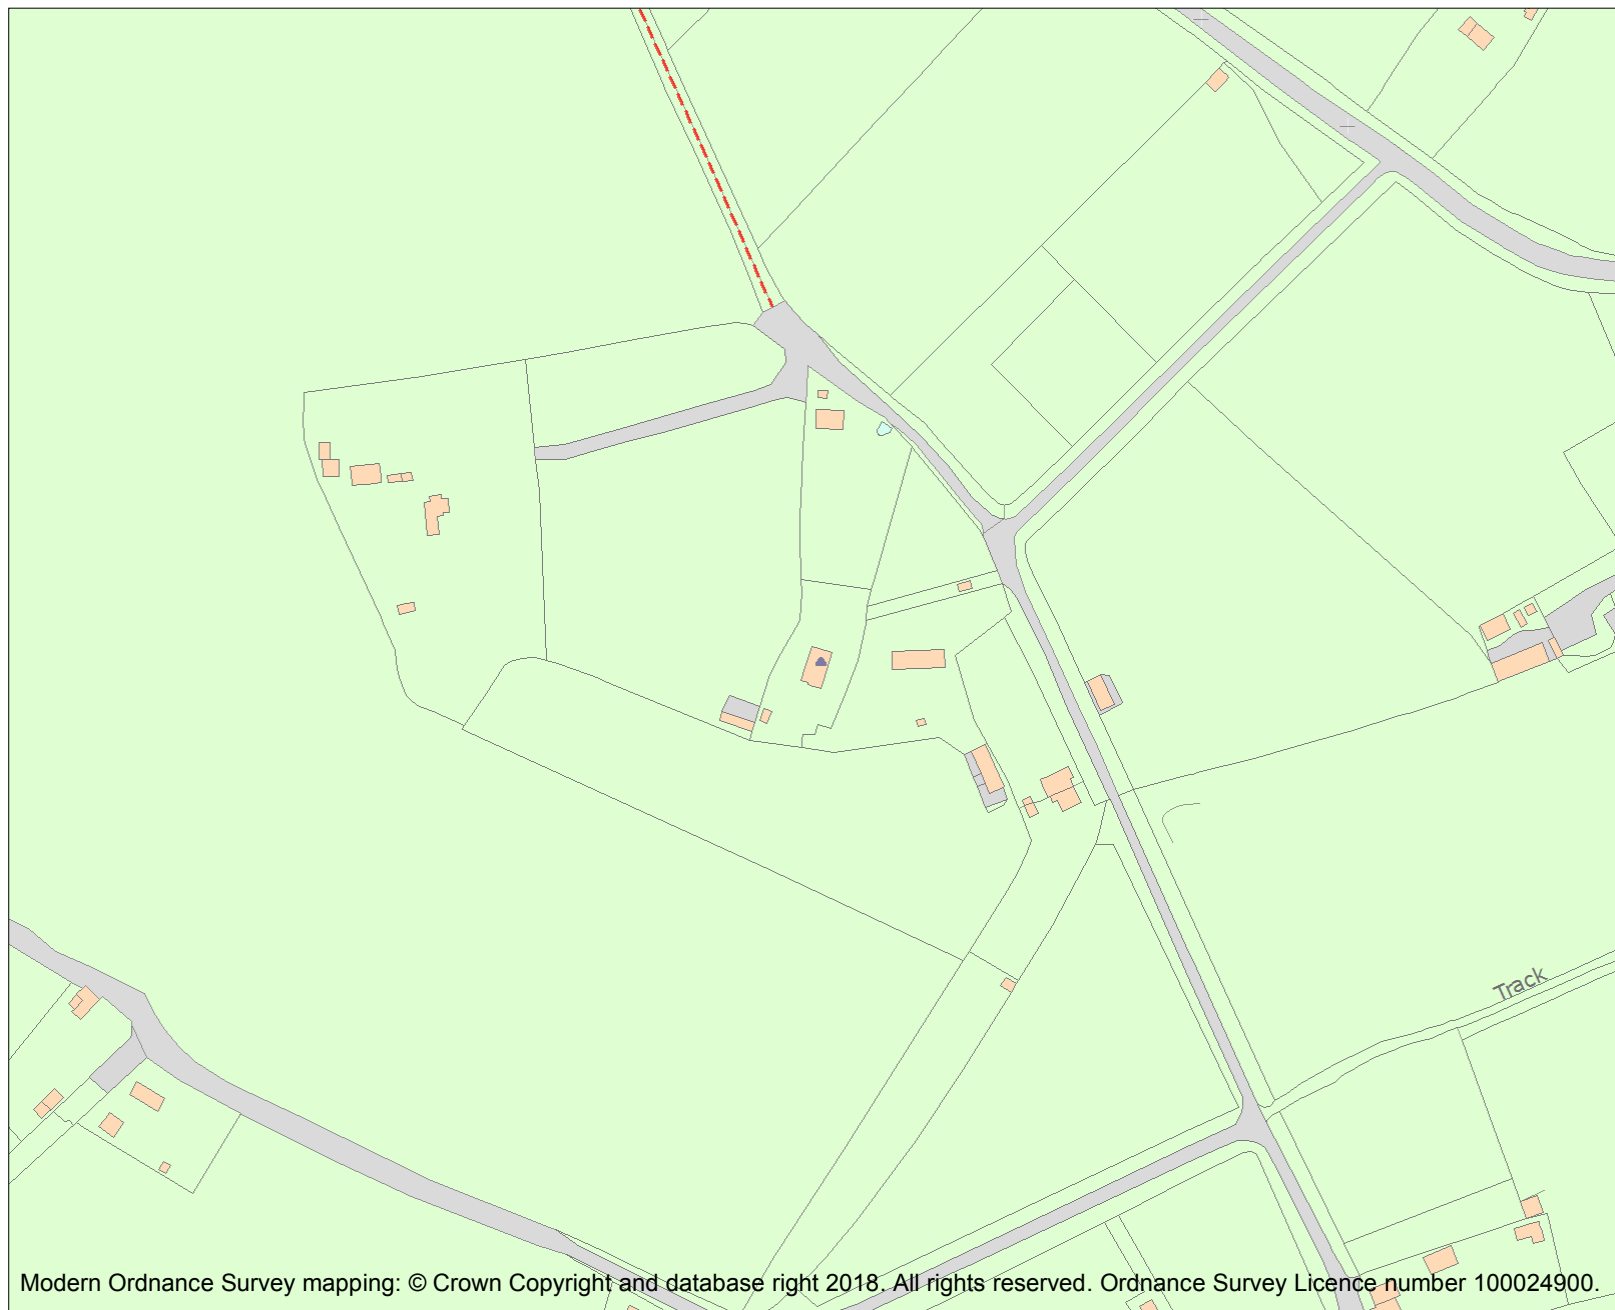 Track
Modern Ordnance Survey mapping: © Crown Copyright and database right 2018. All rights reserved. Ordnance Survey Licence number 100024900.